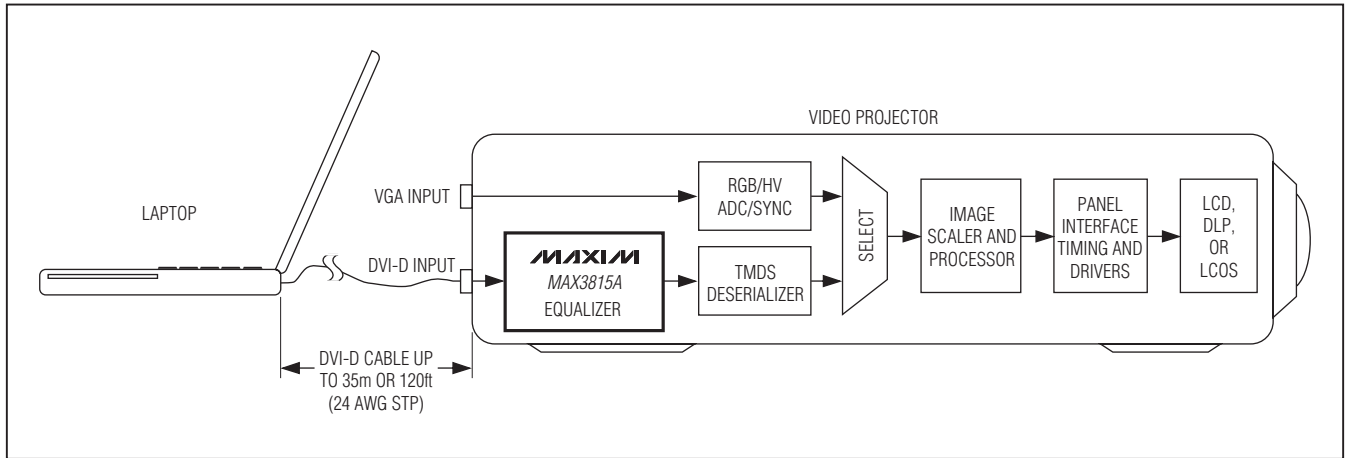 VIDEO PROJECTOR
LAPTOP
VGA INPUT
DVI-D INPUT
RGB/HV
ADC/SYNC
MAXIM
MAX3815A
EQUALIZER
TMDS
DESERIALIZER
SELECT
IMAGE
SCALER AND
PROCESSOR
PANEL
INTERFACE
TIMING AND
DRIVERS
LCD,
DLP,
OR
LCOS
DVI-D CABLE UP
TO 35m OR 120ft
(24 AWG STP)